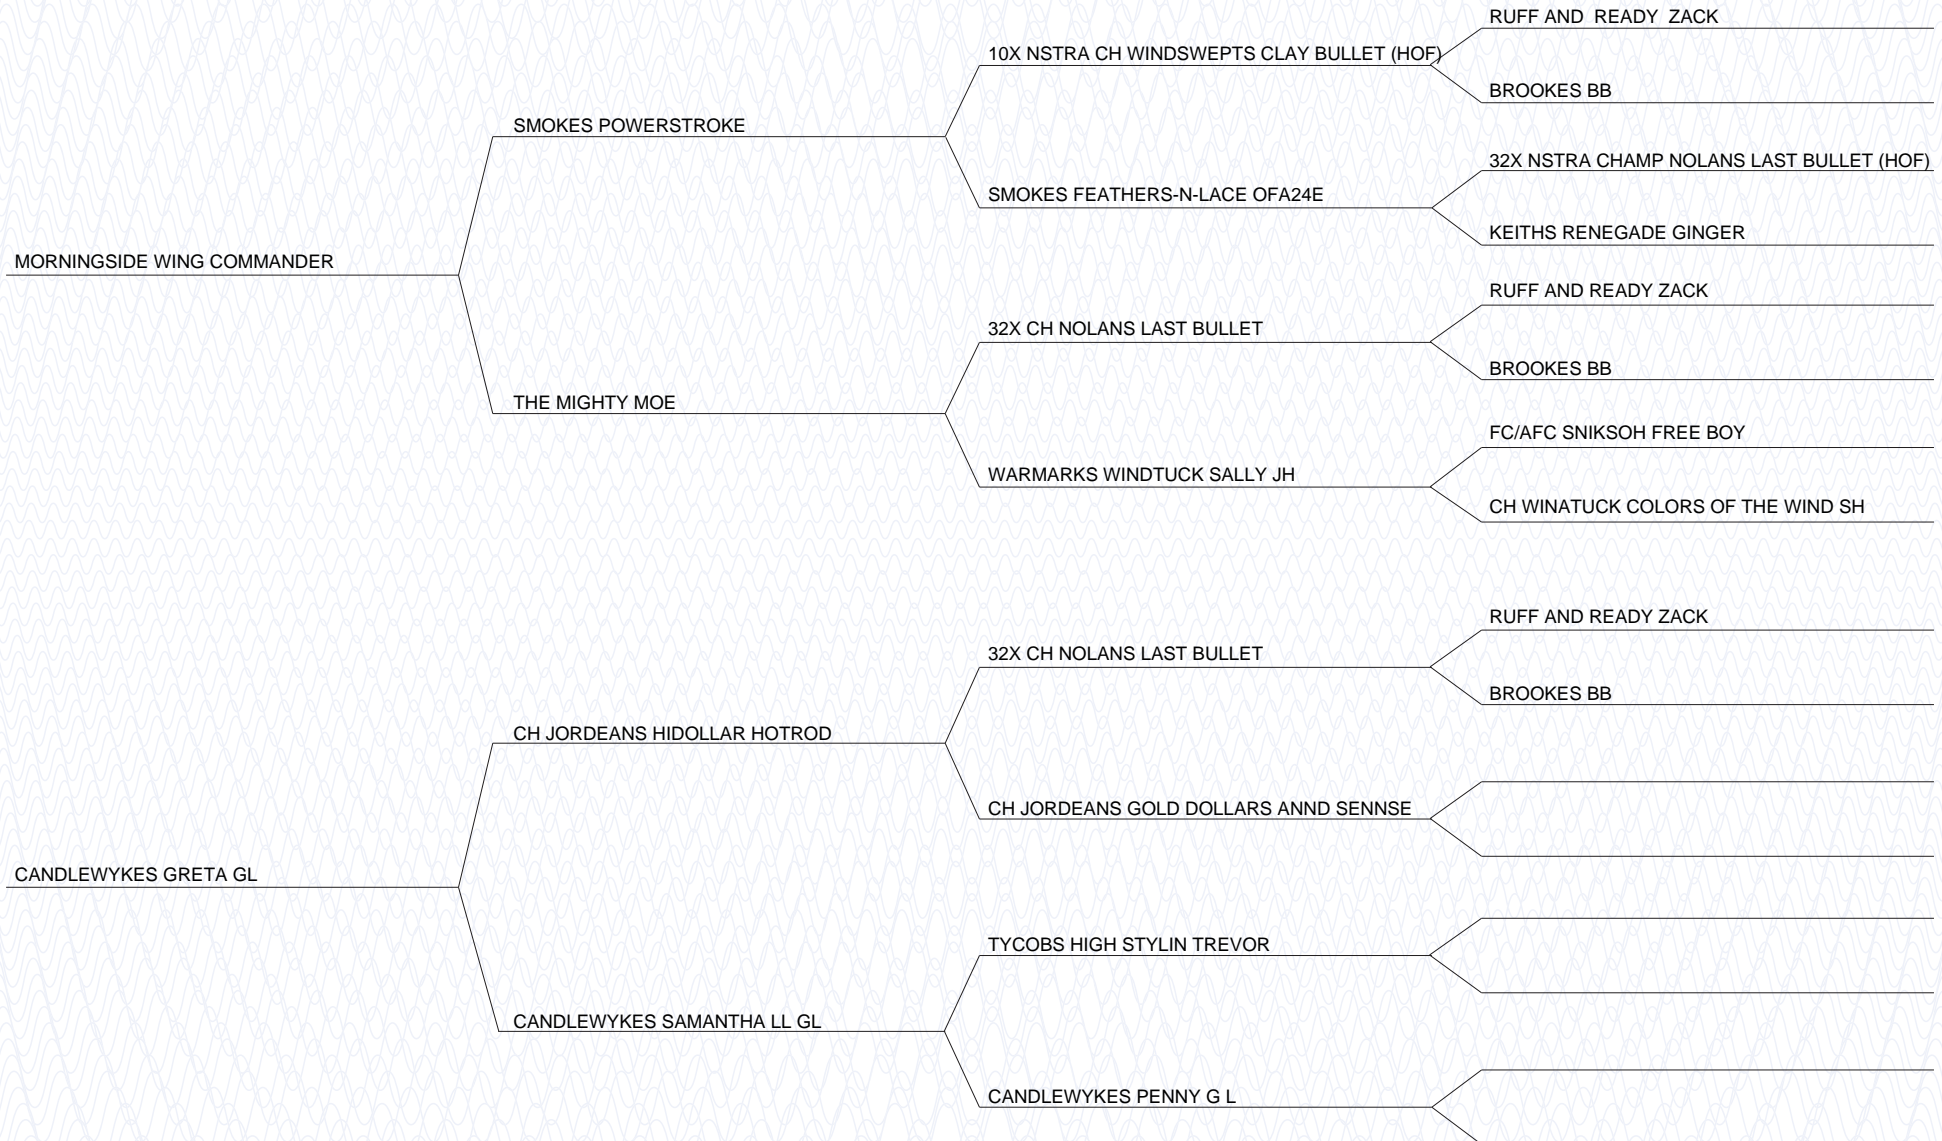 RUFF AND  READY  ZACK
10X NSTRA CH WINDSWEPTS CLAY BULLET (HOF)
BROOKES BB
SMOKES POWERSTROKE
32X NSTRA CHAMP NOLANS LAST BULLET (HOF)
SMOKES FEATHERS-N-LACE OFA24E
KEITHS RENEGADE GINGER
MORNINGSIDE WING COMMANDER
RUFF AND READY ZACK
32X CH NOLANS LAST BULLET
BROOKES BB
THE MIGHTY MOE
FC/AFC SNIKSOH FREE BOY
WARMARKS WINDTUCK SALLY JH
CH WINATUCK COLORS OF THE WIND SH
RUFF AND READY ZACK
32X CH NOLANS LAST BULLET
BROOKES BB
CH JORDEANS HIDOLLAR HOTROD
CH JORDEANS GOLD DOLLARS ANND SENNSE
CANDLEWYKES GRETA GL
TYCOBS HIGH STYLIN TREVOR
CANDLEWYKES SAMANTHA LL GL
CANDLEWYKES PENNY G L